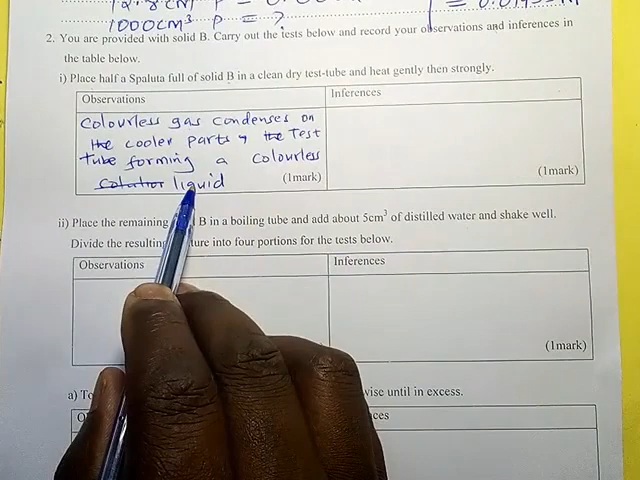 1000cm³ P = ?
2. You are provided with solid B. Carry out the tests below and record your observations and inferences in
the table below.
i) Place half a Spaluta full of solid B in a clean dry test-tube and heat gently then strongly.
Observations
Inferences
Colourless gas condenses on
the cooler parts the Test
tube forming a colourless
liquid
(1mark)
(1mark)
ii) Place the remaining B in a boiling tube and add about 5cm³ of distilled water and shake well.
Divide the resulting into four portions for the tests below.
Observations
Inferences
(1mark)
a) To wise until in excess.